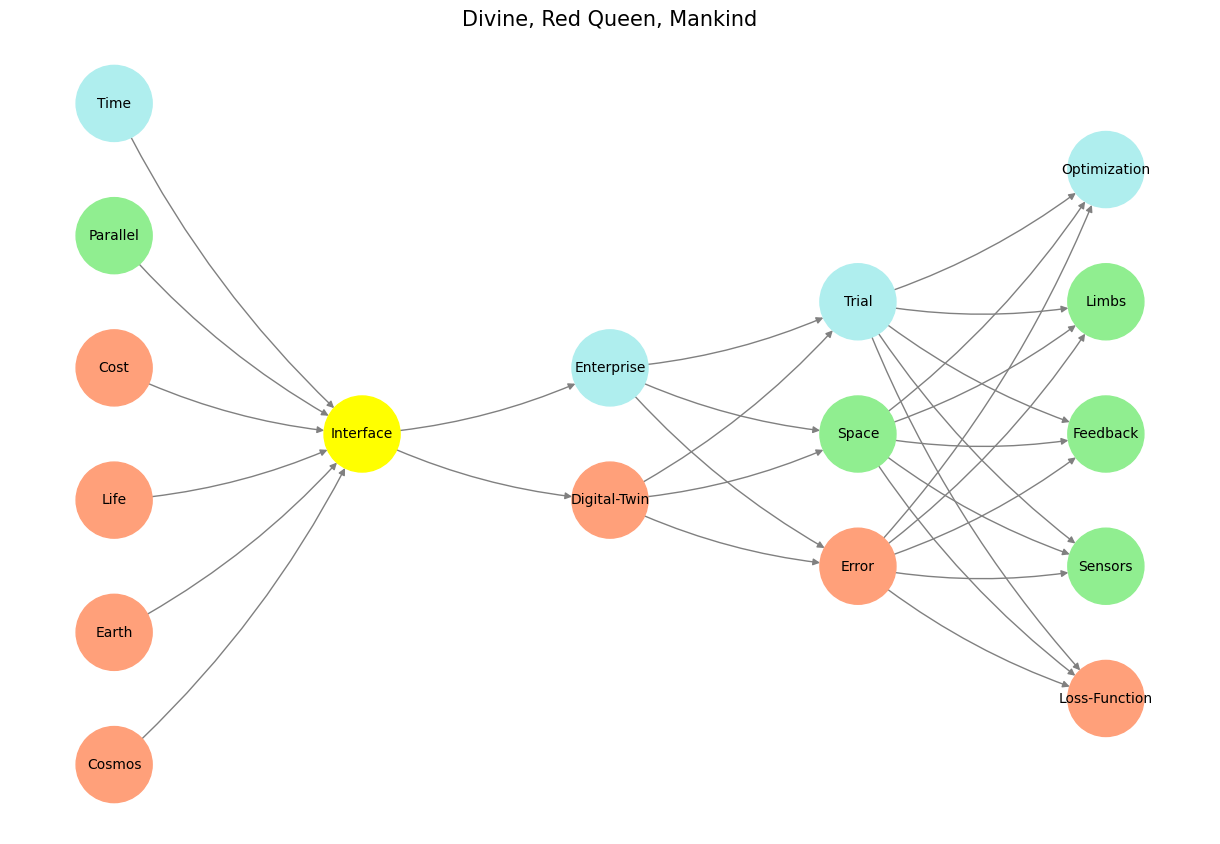 Divine, Red Queen, Mankind
Time
Parallel
Cost
Life
Earth
Cosmos
Interface
Enterprise
Digital-Twin
Trial
Space
Error
Optimization
Limbs
Feedback
Sensors
Loss-Function